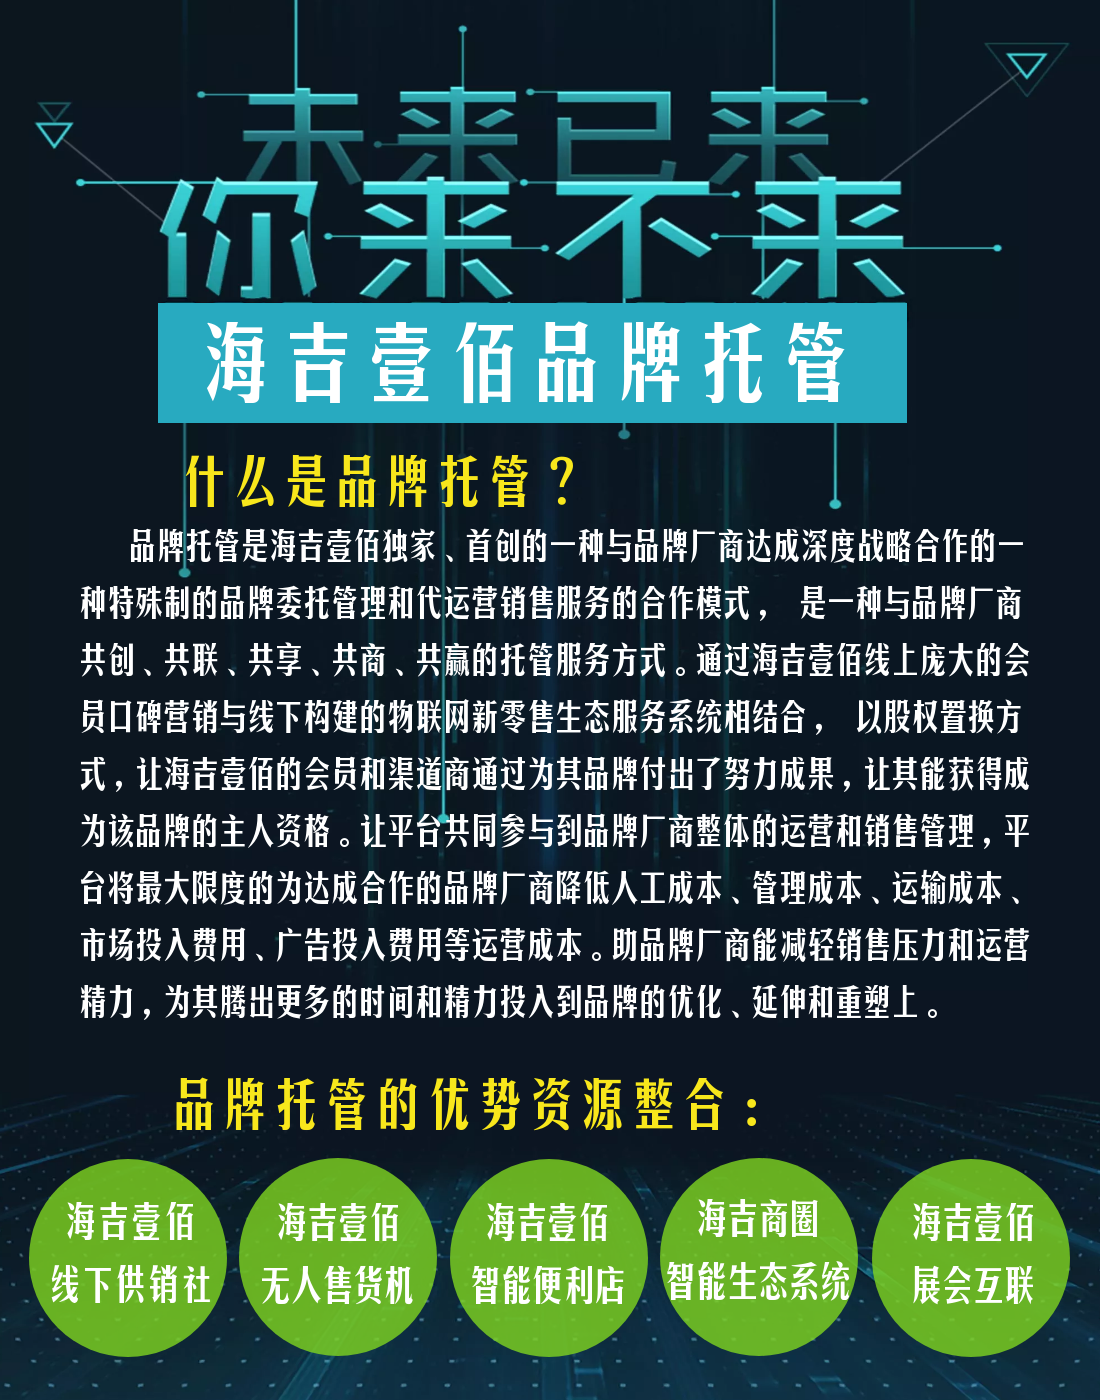 未来已来
你来不来
海吉壹佰品牌托管
什么是品牌托管？
品牌托管是海吉壹佰独家、首创的一种与品牌厂商达成深度战略合作的一
种特殊制的品牌委托管理和代运营销售服务的合作模式， 是一种与品牌厂商
共创、共联、共享、共商、共赢的托管服务方式。通过海吉壹佰线上庞大的会
员口碑营销与线下构建的物联网新零售生态服务系统相结合， 以股权置换方
式，让海吉壹佰的会员和渠道商通过为其品牌付出了努力成果，让其能获得成
为该品牌的主人资格。让平台共同参与到品牌厂商整体的运营和销售管理，平
台将最大限度的为达成合作的品牌厂商降低人工成本、管理成本、运输成本、
市场投入费用、广告投入费用等运营成本。助品牌厂商能减轻销售压力和运营
精力，为其腾出更多的时间和精力投入到品牌的优化、延伸和重塑上。
品牌托管的优势资源整合：
海吉壹佰
线下供销社
海吉壹佰
无人售货机
海吉壹佰
智能便利店
海吉商圈
智能生态系统
海吉壹佰
展会互联